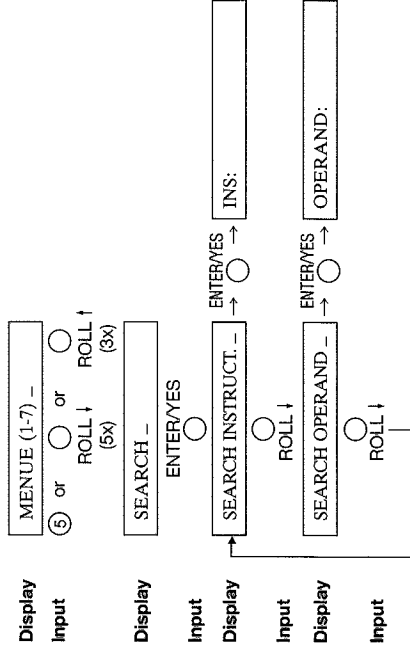 Display MENUE (1-7) _
Input 5 or or
ROLL ↓ ROLL ↑
(5x) (3x)
Display SEARCH _
ENTER/YES
Input
Display SEARCH INSTRUCT. _ → ENTER/YES → INS:
Input ROLL ↓
Display SEARCH OPERAND _ → ENTER/YES → OPERAND:
Input ROLL ↓